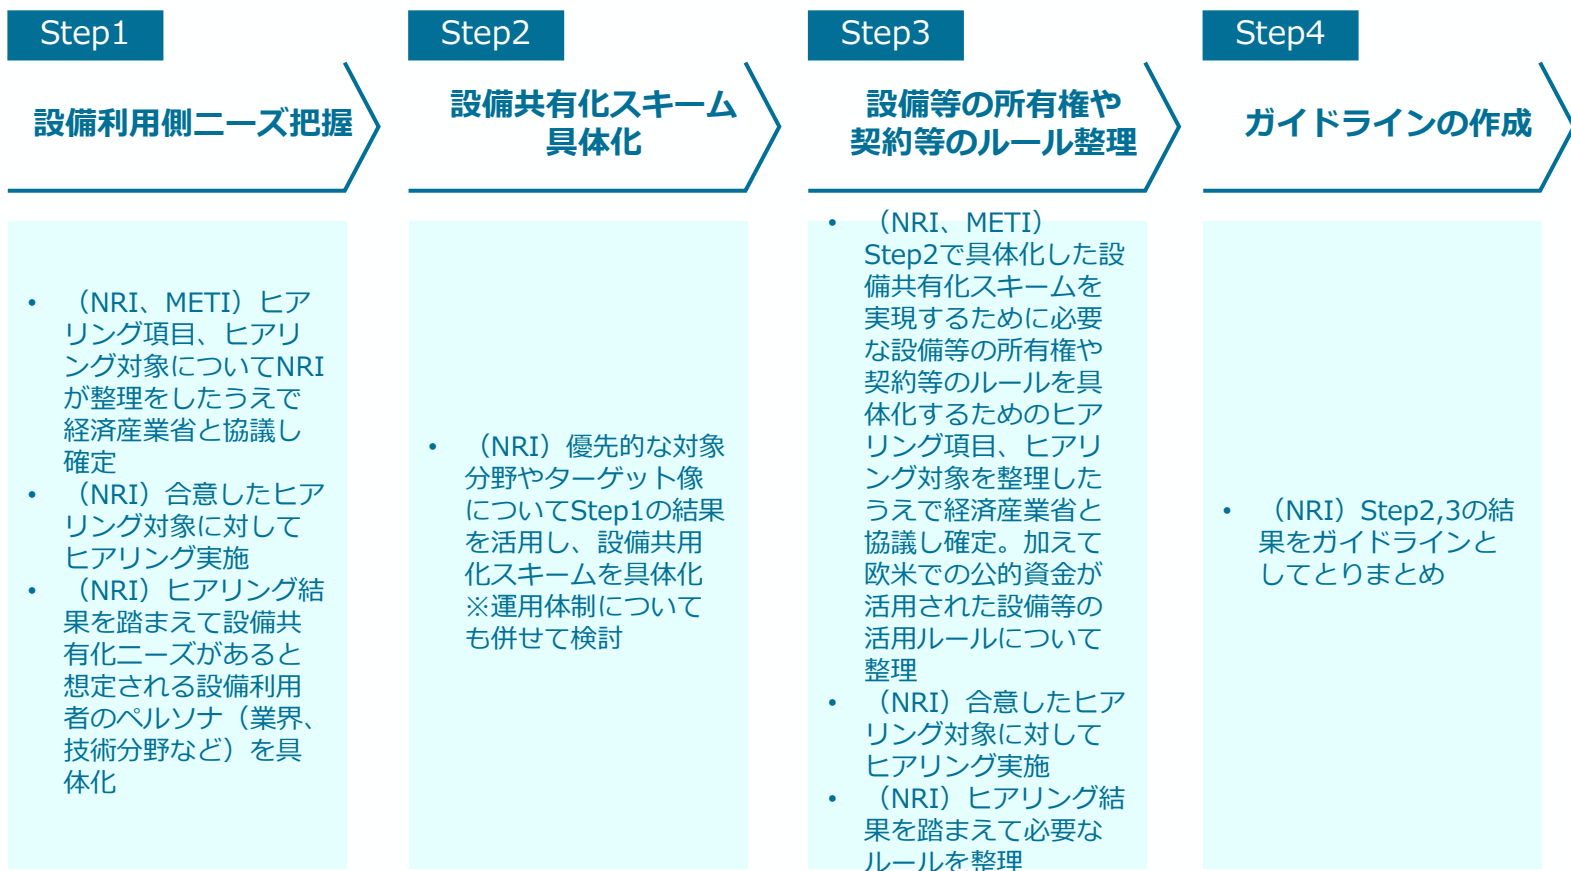 Step1
設備利用側ニーズ把握
• （NRI、METI）ヒア
リング項目、ヒアリ
ング対象についてNRI
が整理をしたうえで
経済産業省と協議し
確定
• （NRI）合意したヒア
リング対象に対して
ヒアリング実施
• （NRI）ヒアリング結
果を踏まえて設備共
有化ニーズがあると
想定される設備利用
者のペルソナ（業界、
技術分野など）を具
体化
Step2
設備共有化スキーム
具体化
• （NRI）優先的な対象
分野やターゲット像
についてStep1の結果
を活用し、設備共用
化スキームを具体化
※運用体制について
も併せて検討
Step3
設備等の所有権や
契約等のルール整理
• （NRI、METI）
Step2で具体化した設
備共有化スキームを
実現するために必要
な設備等の所有権や
契約等のルールを具
体化するためのヒア
リング項目、ヒアリ
ング対象を整理した
うえで経済産業省と
協議し確定。加えて
欧米での公的資金が
活用された設備等の
活用ルールについて
整理
• （NRI）合意したヒア
リング対象に対して
ヒアリング実施
• （NRI）ヒアリング結
果を踏まえて必要な
ルールを整理
Step4
ガイドラインの作成
• （NRI）Step2,3の結
果をガイドラインと
してとりまとめ